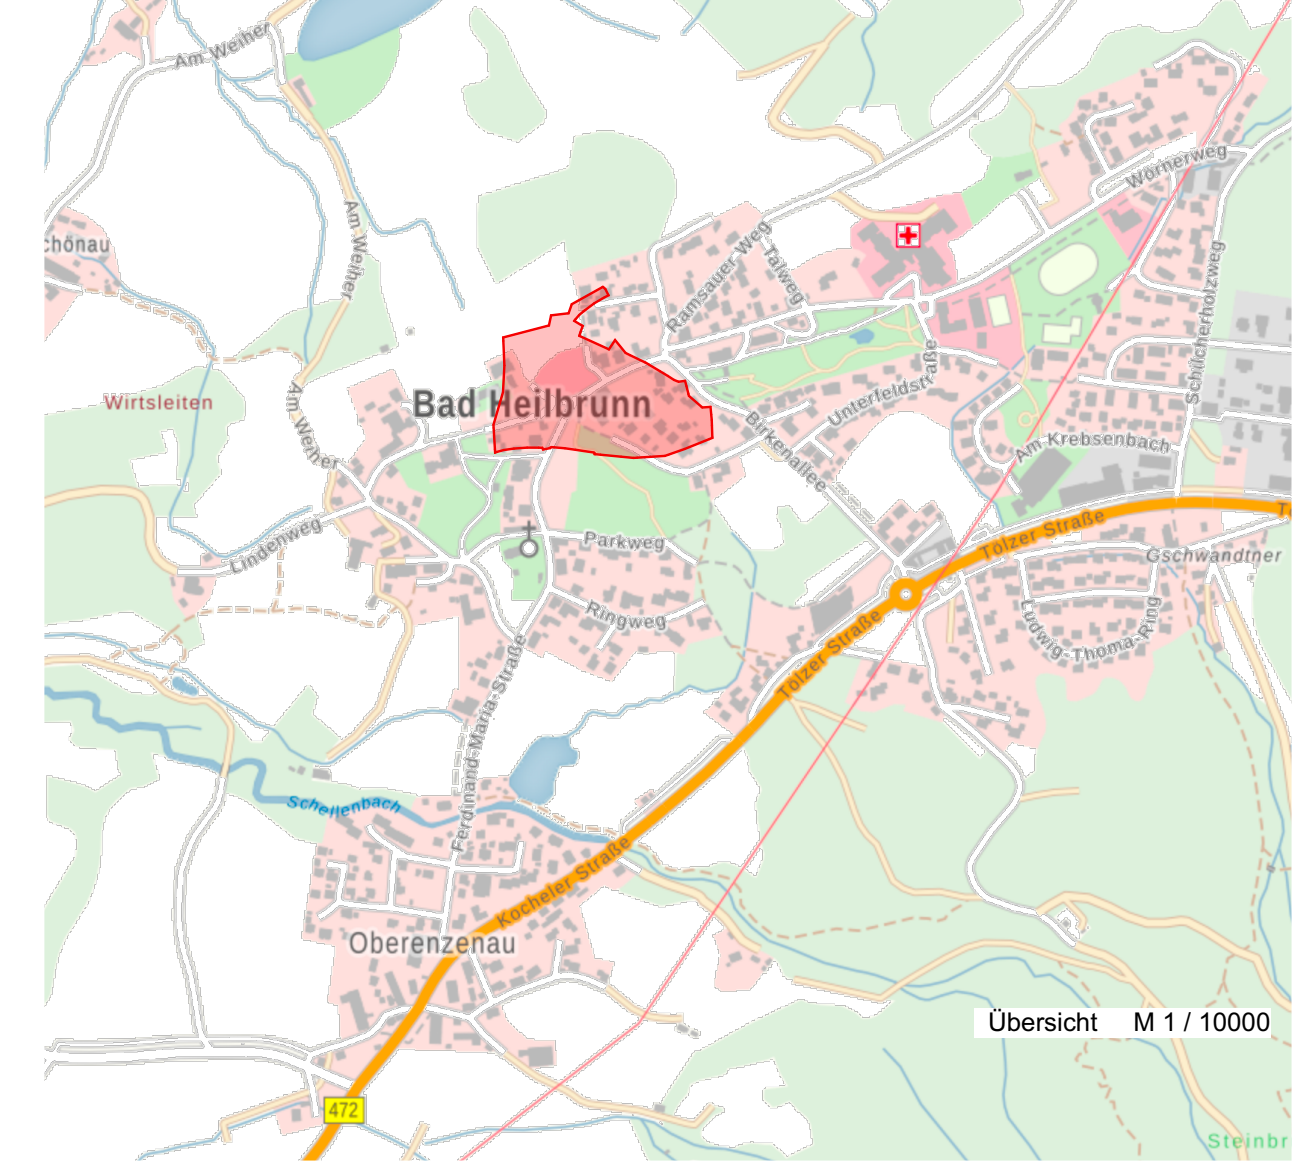 Am Weiher
Wörnerweg
Am Weiher
Ramsauer Weg
Talweg
chönau
Schlicherholzweg
Am Weiher
Wirtsleiten
Bad Heilbrunn
Unterfeldstraße
Birkenallee
Am Krebsenbach
Tölzer Straße
Lindenweg
Parkweg
Gschwandtner
Ringweg
Ludwig-Thoma-Ring
Tölzer Straße
Ferdinand-Maria-Straße
Schellenbach
Kocheler Straße
Oberenzenau
Übersicht M 1 / 10000
472
Steinbr